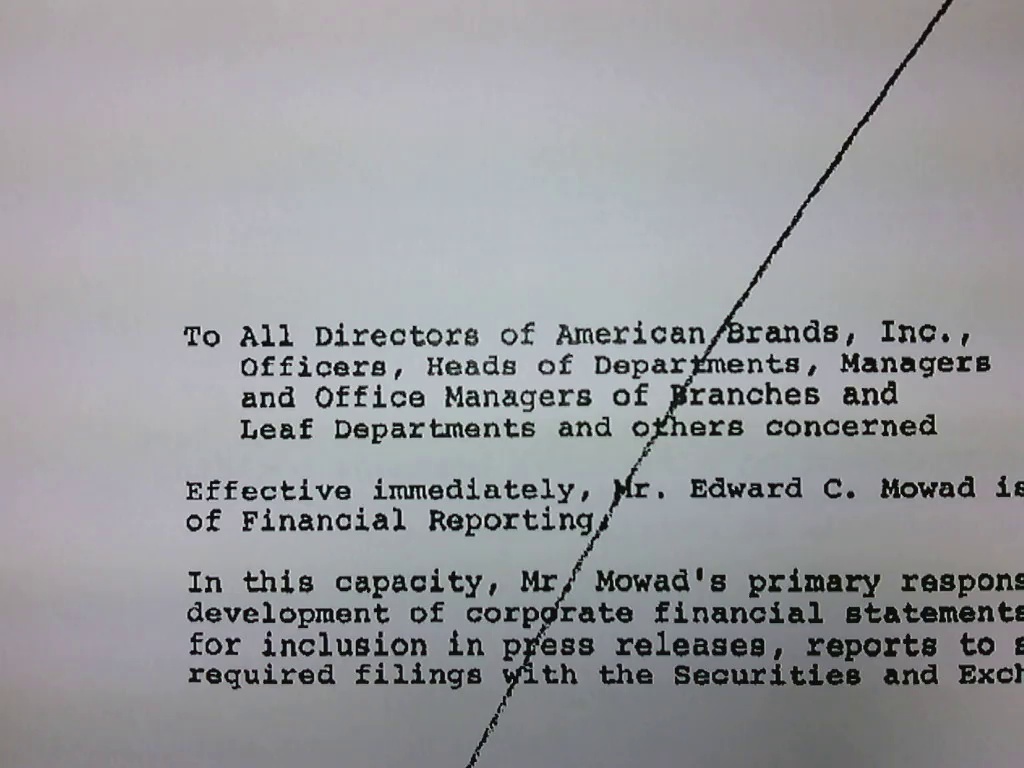 To All Directors of American Brands, Inc.,
Officers, Heads of Departments, Managers
and Office Managers of Branches and
Leaf Departments and others concerned
Effective immediately, Mr. Edward C. Mowad is
of Financial Reporting.
In this capacity, Mr. Mowad's primary
development of corporate financial statements
for inclusion in press releases, reports to
required filings with the Securities and